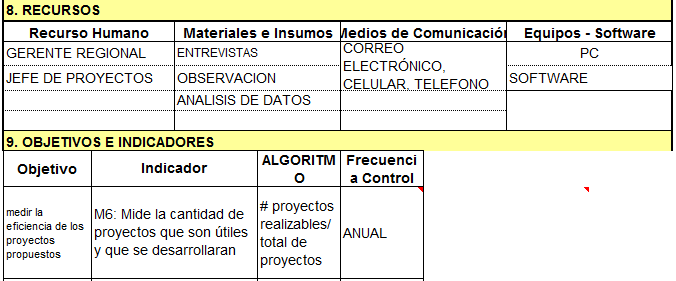 8. RECURSOS
Recurso Humano Materiales e Insumos Medios de Comunicación Equipos - Software
GERENTE REGIONAL ENTREVISTAS CORREO PC
ELECTRÓNICO,
JEFE DE PROYECTOS OBSERVACION CELULAR, TELEFONO SOFTWARE
ANALISIS DE DATOS
9. OBJETIVOS E INDICADORES
Objetivo Indicador ALGORITM
O Frecuenci
a Control
medir la
eficiencia de los
proyectos
propuestos
M6: Mide la cantidad de
proyectos que son útiles
y que se desarrollaran
# proyectos
realizables/
total de
proyectos
ANUAL